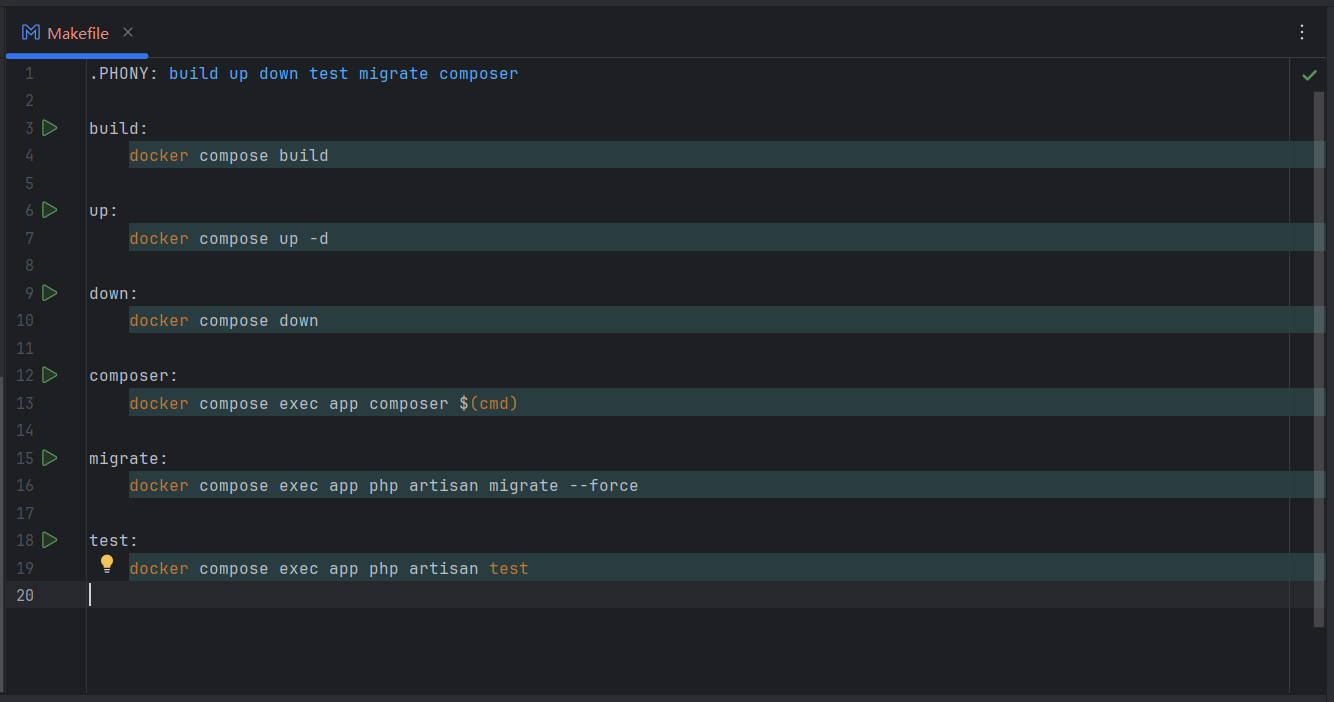 Makefile
1 .PHONY: build up down test migrate composer
2
3 build:
4 docker compose build
5
6 up:
7 docker compose up -d
8
9 down:
10 docker compose down
11
12 composer:
13 docker compose exec app composer $(cmd)
14
15 migrate:
16 docker compose exec app php artisan migrate --force
17
18 test:
19 docker compose exec app php artisan test
20